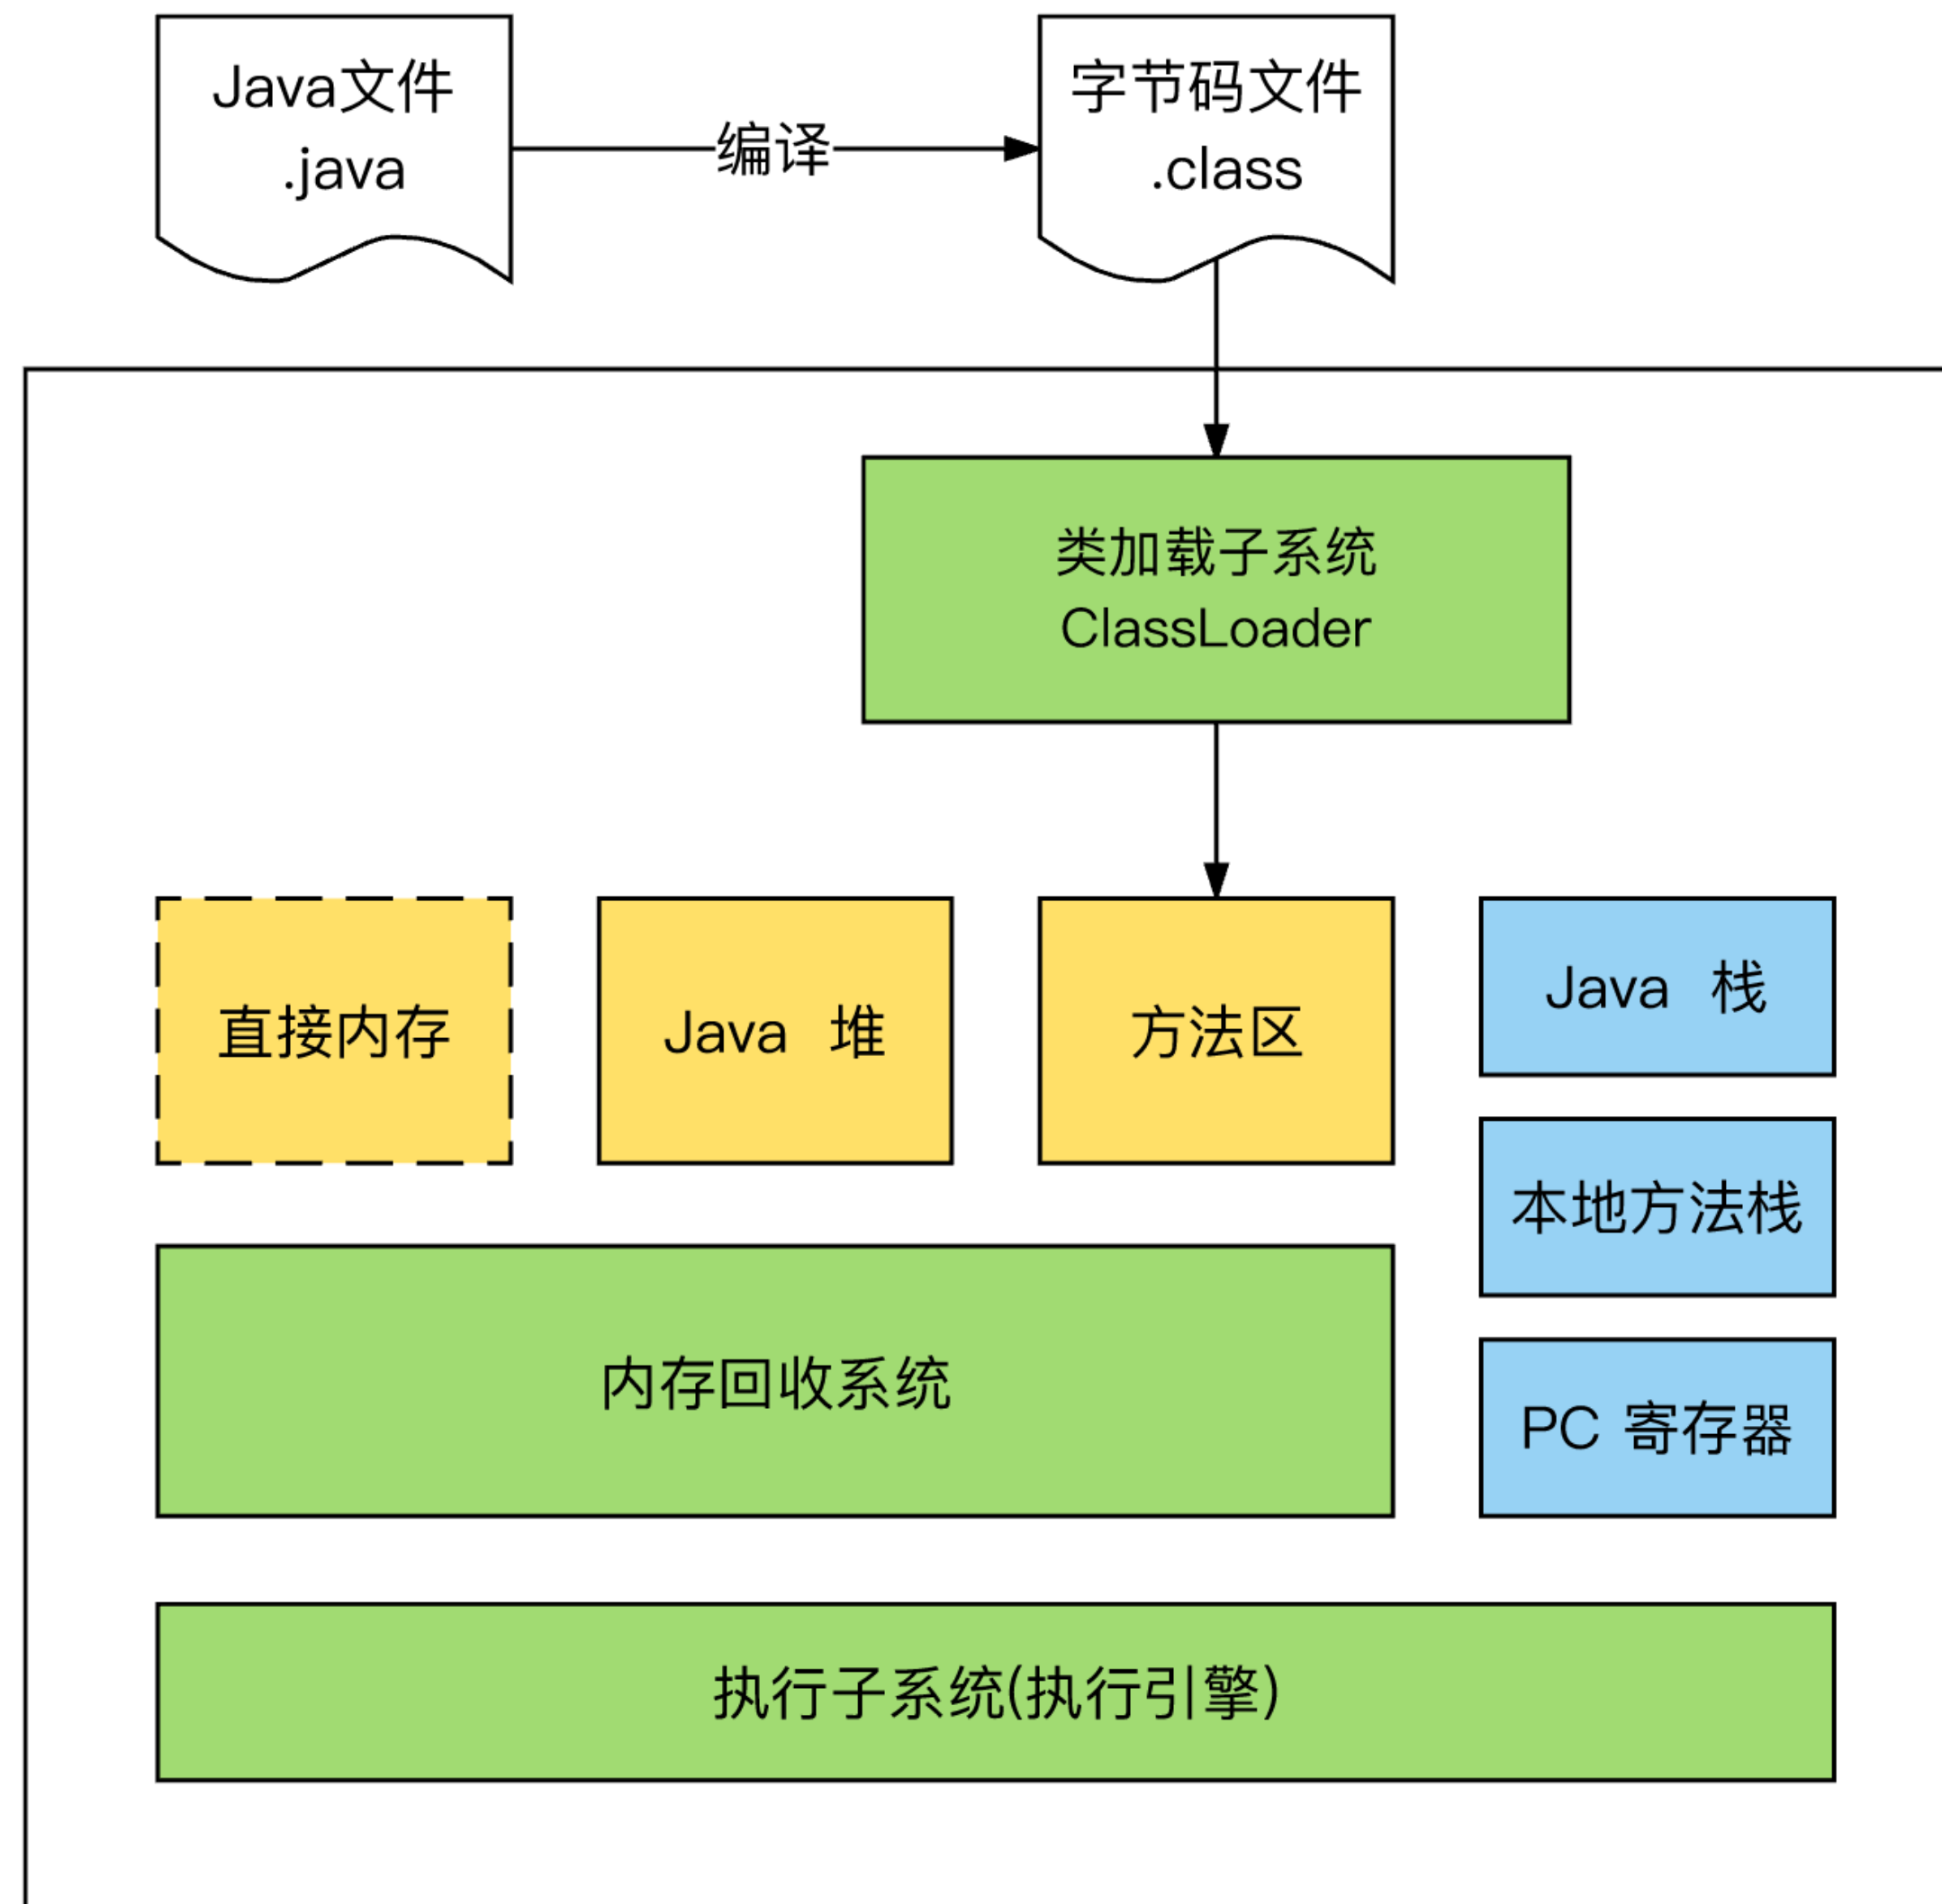 Java文件
.java
编译
字节码文件
.class
类加载子系统
ClassLoader
直接内存
Java 堆
方法区
Java 栈
本地方法栈
内存回收系统
PC 寄存器
执行子系统(执行引擎)